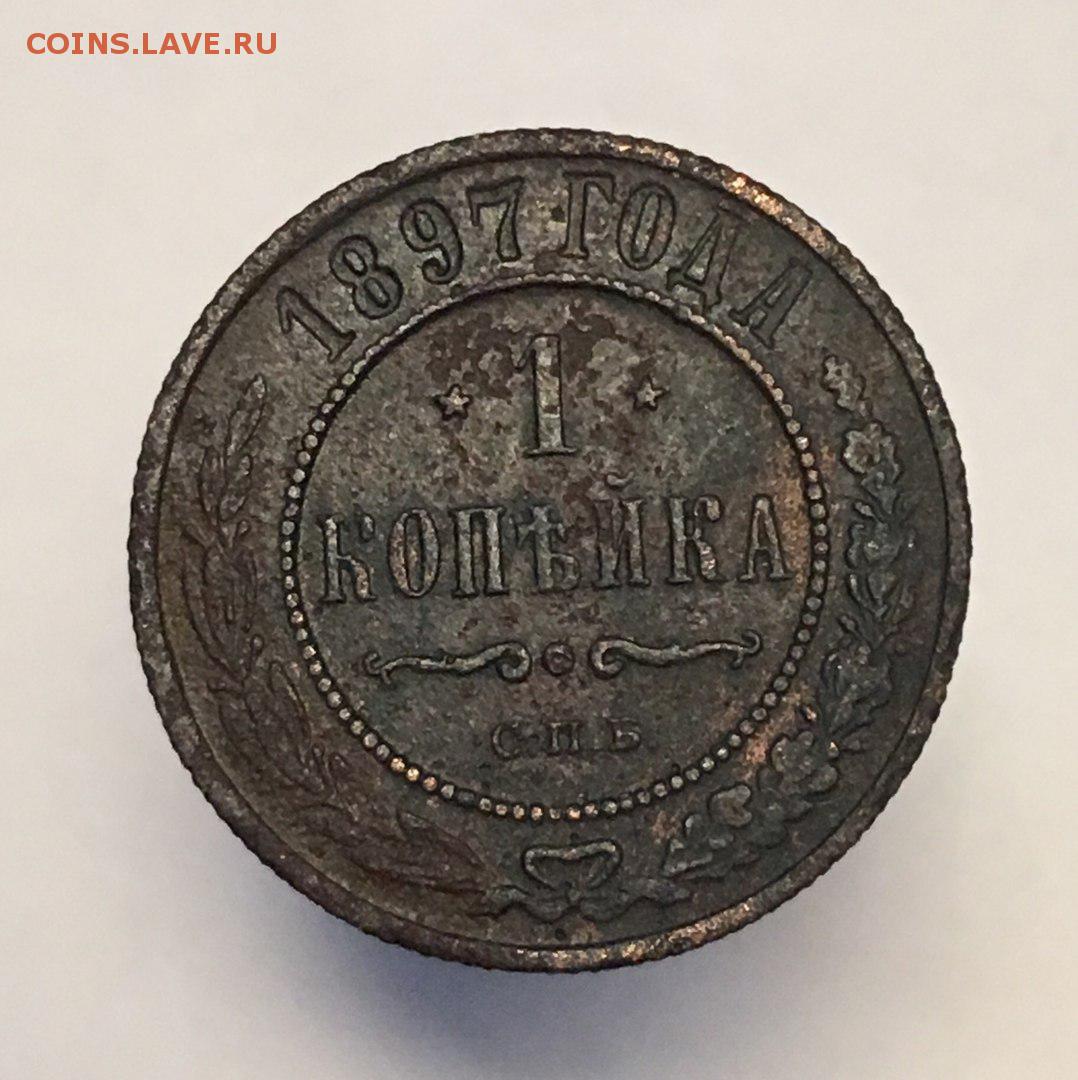 COINS.LAVE.RU
1897 ГОДА
1
КОПѢЙКА
С.П.Б.